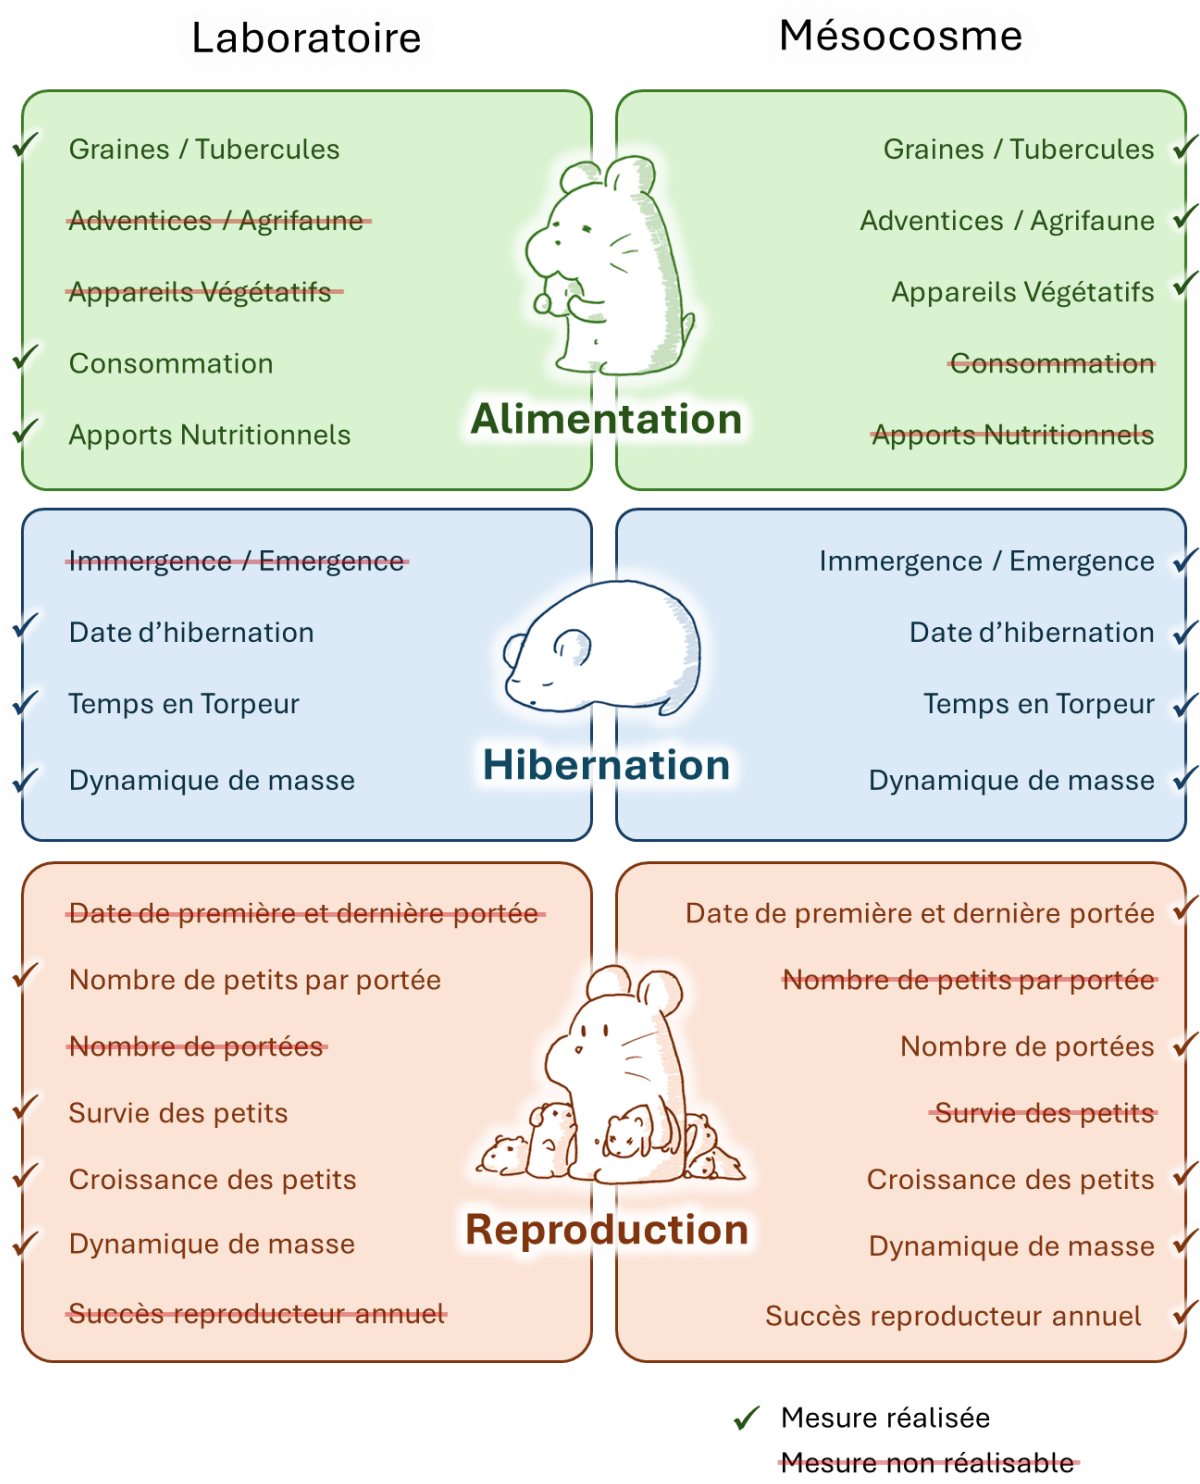 Laboratoire
Mésocosme
Graines / Tubercules
Adventices / Agrifaune
Appareils Végétatifs
Consommation
Apports Nutritionnels
Graines / Tubercules
Adventices / Agrifaune
Appareils Végétatifs
Consommation
Apports Nutritionnels
Alimentation
Immergence / Emergence
Date d'hibernation
Temps en Torpeur
Dynamique de masse
Immergence / Emergence
Date d'hibernation
Temps en Torpeur
Dynamique de masse
Hibernation
Date de première et dernière portée
Nombre de petits par portée
Nombre de portées
Survie des petits
Croissance des petits
Dynamique de masse
Succès reproducteur annuel
Date de première et dernière portée
Nombre de petits par portée
Nombre de portées
Survie des petits
Croissance des petits
Dynamique de masse
Succès reproducteur annuel
Reproduction
Mesure réalisée
Mesure non réalisable